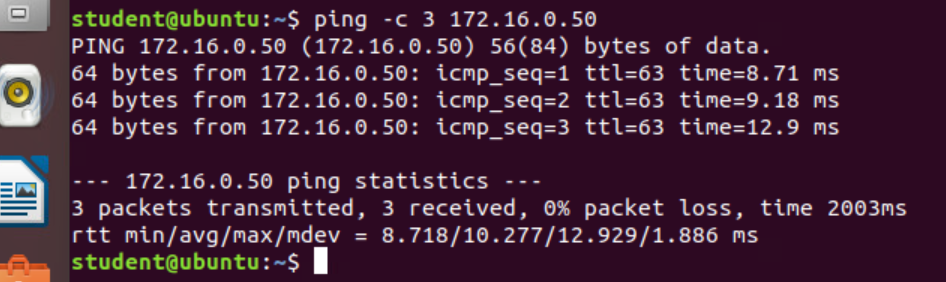 student@ubuntu:~$ ping -c 3 172.16.0.50
PING 172.16.0.50 (172.16.0.50) 56(84) bytes of data.
64 bytes from 172.16.0.50: icmp_seq=1 ttl=63 time=8.71 ms
64 bytes from 172.16.0.50: icmp_seq=2 ttl=63 time=9.18 ms
64 bytes from 172.16.0.50: icmp_seq=3 ttl=63 time=12.9 ms
--- 172.16.0.50 ping statistics ---
3 packets transmitted, 3 received, 0% packet loss, time 2003ms
rtt min/avg/max/mdev = 8.718/10.277/12.929/1.886 ms
student@ubuntu:~$